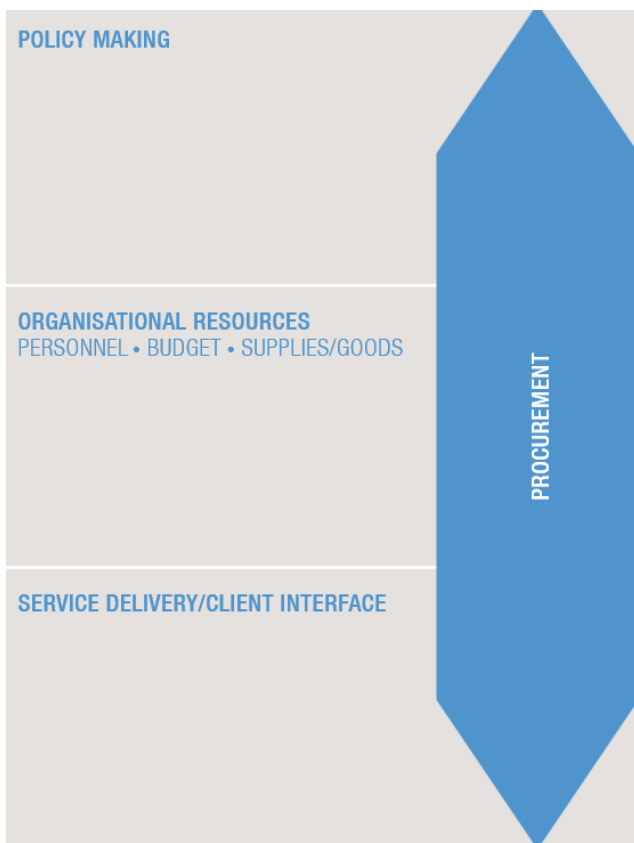 POLICY MAKING
ORGANISATIONAL RESOURCES
PERSONNEL • BUDGET • SUPPLIES/GOODS
PROCUREMENT
SERVICE DELIVERY/CLIENT INTERFACE